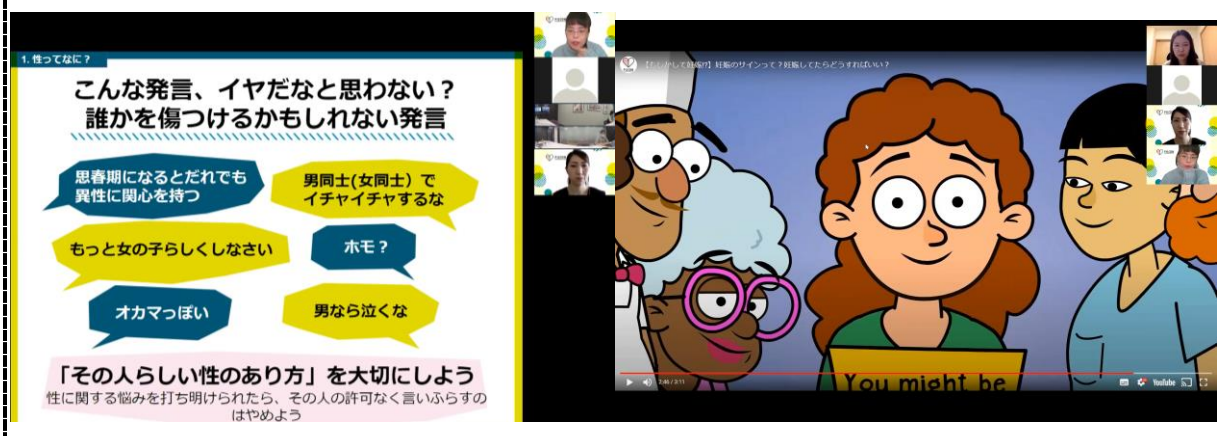 1. 性ってなに？
こんな発言、イヤだなと思わない？
誰かを傷つけるかもしれない発言
思春期になるとだれでも
異性に関心を持つ
男同士(女同士）で
イチャイチャするな
もっと女の子らしくしなさい
ホモ？
オカマっぽい
男なら泣くな
「その人らしい性のあり方」を大切にしよう
性に関する悩みを打ち明けられたら、その人の許可なく言いふらすの
はやめよう
【もしかして妊娠!?】妊娠のサインって？妊娠してたらどうすればいい？
You might be
2:46 / 3:11
YouTube